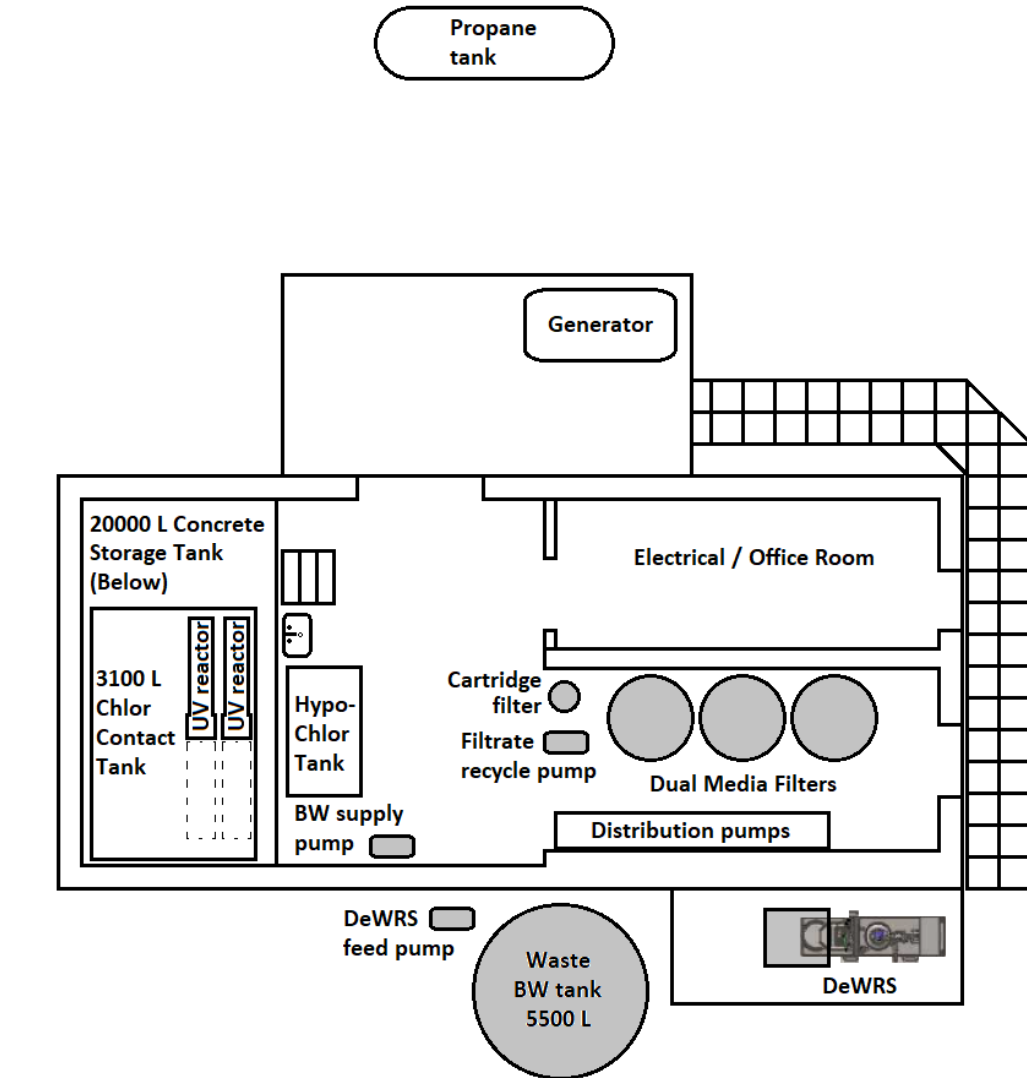 Propane
tank
Generator
20000 L Concrete
Storage Tank
(Below)
Electrical / Office Room
UV reactor
UV reactor
3100 L
Chlor
Contact
Tank
Hypo-
Chlor
Tank
Cartridge
filter
Filtrate
recycle pump
Dual Media Filters
BW supply
pump
Distribution pumps
DeWRS
feed pump
Waste
BW tank
5500 L
DeWRS